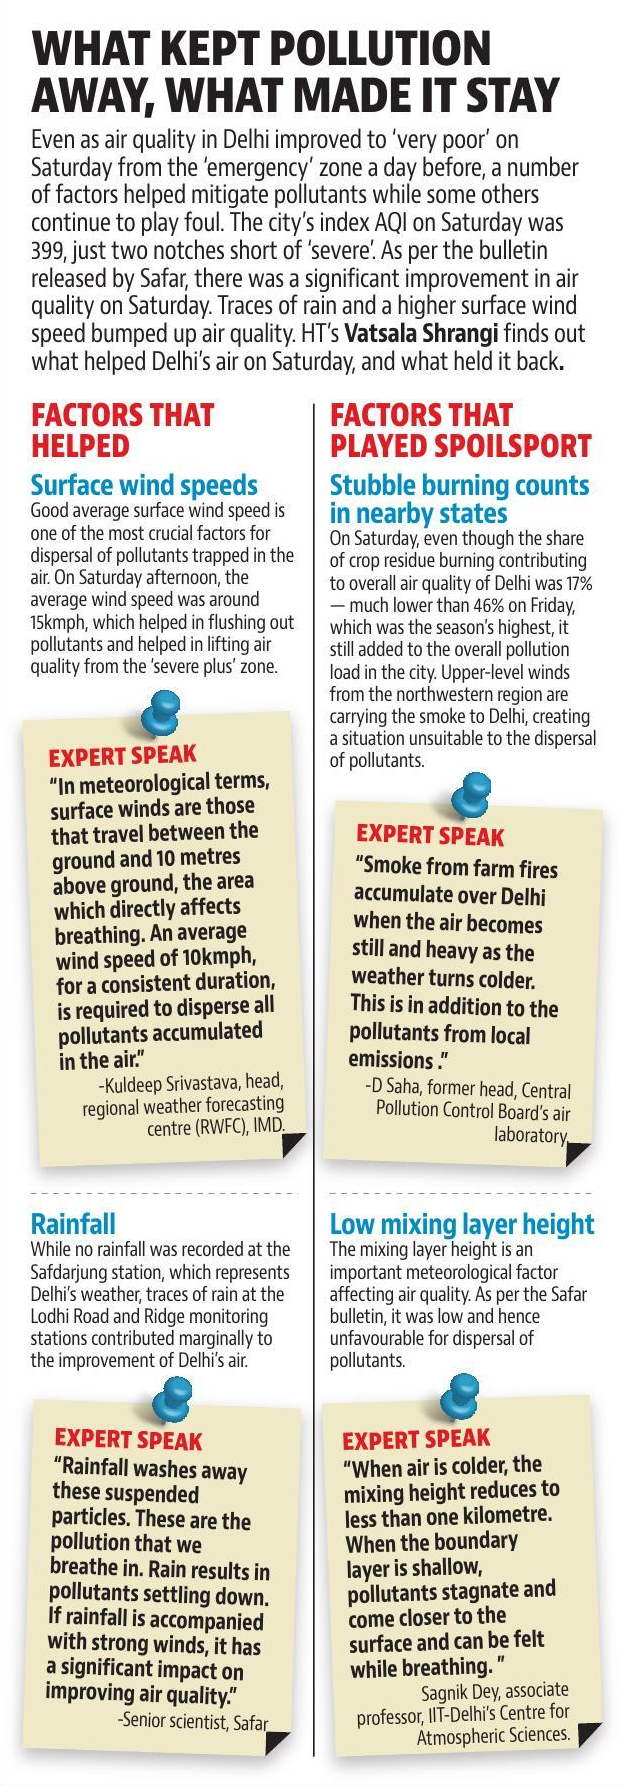 WHAT KEPT POLLUTION
AWAY, WHAT MADE IT STAY
Even as air quality in Delhi improved to ‘very poor’ on
Saturday from the ‘emergency’ zone a day before, a number
of factors helped mitigate pollutants while some others
continue to play foul. The city’s index AQI on Saturday was
399, just two notches short of ‘severe’. As per the bulletin
released by Safar, there was a significant improvement in air
quality on Saturday. Traces of rain and a higher surface wind
speed bumped up air quality. HT’s Vatsala Shrangi finds out
what helped Delhi’s air on Saturday, and what held it back.
FACTORS THAT
HELPED
Surface wind speeds
Good average surface wind speed is
one of the most crucial factors for
dispersal of pollutants trapped in the
air. On Saturday afternoon, the
average wind speed was around
15kmph, which helped in flushing out
pollutants and helped in lifting air
quality from the ‘severe plus’ zone.
EXPERT SPEAK
“In meteorological terms,
surface winds are those
that travel between the
ground and 10 metres
above ground, the area
which directly affects
breathing. An average
wind speed of 10kmph,
for a consistent duration,
is required to disperse all
pollutants accumulated
in the air.”
-Kuldeep Srivastava, head,
regional weather forecasting
centre (RWFC), IMD.
Rainfall
While no rainfall was recorded at the
Safdarjung station, which represents
Delhi’s weather, traces of rain at the
Lodhi Road and Ridge monitoring
stations contributed marginally to
the improvement of Delhi’s air.
EXPERT SPEAK
“Rainfall washes away
these suspended
particles. These are the
pollution that we
breathe in. Rain results in
pollutants settling down.
If rainfall is accompanied
with strong winds, it has
a significant impact on
improving air quality.”
-Senior scientist, Safar
FACTORS THAT
PLAYED SPOILSPORT
Stubble burning counts
in nearby states
On Saturday, even though the share
of crop residue burning contributing
to overall air quality of Delhi was 17%
— much lower than 46% on Friday,
which was the season’s highest, it
still added to the overall pollution
load in the city. Upper-level winds
from the northwestern region are
carrying the smoke to Delhi, creating
a situation unsuitable to the dispersal
of pollutants.
EXPERT SPEAK
“Smoke from farm fires
accumulate over Delhi
when the air becomes
still and heavy as the
weather turns colder.
This is in addition to the
pollutants from local
emissions .”
-D Saha, former head, Central
Pollution Control Board’s air
laboratory.
Low mixing layer height
The mixing layer height is an
important meteorological factor
affecting air quality. As per the Safar
bulletin, it was low and hence
unfavourable for dispersal of
pollutants.
EXPERT SPEAK
“When air is colder, the
mixing height reduces to
less than one kilometre.
When the boundary
layer is shallow,
pollutants stagnate and
come closer to the
surface and can be felt
while breathing. ”
Sagnik Dey, associate
professor, IIT-Delhi’s Centre for
Atmospheric Sciences.